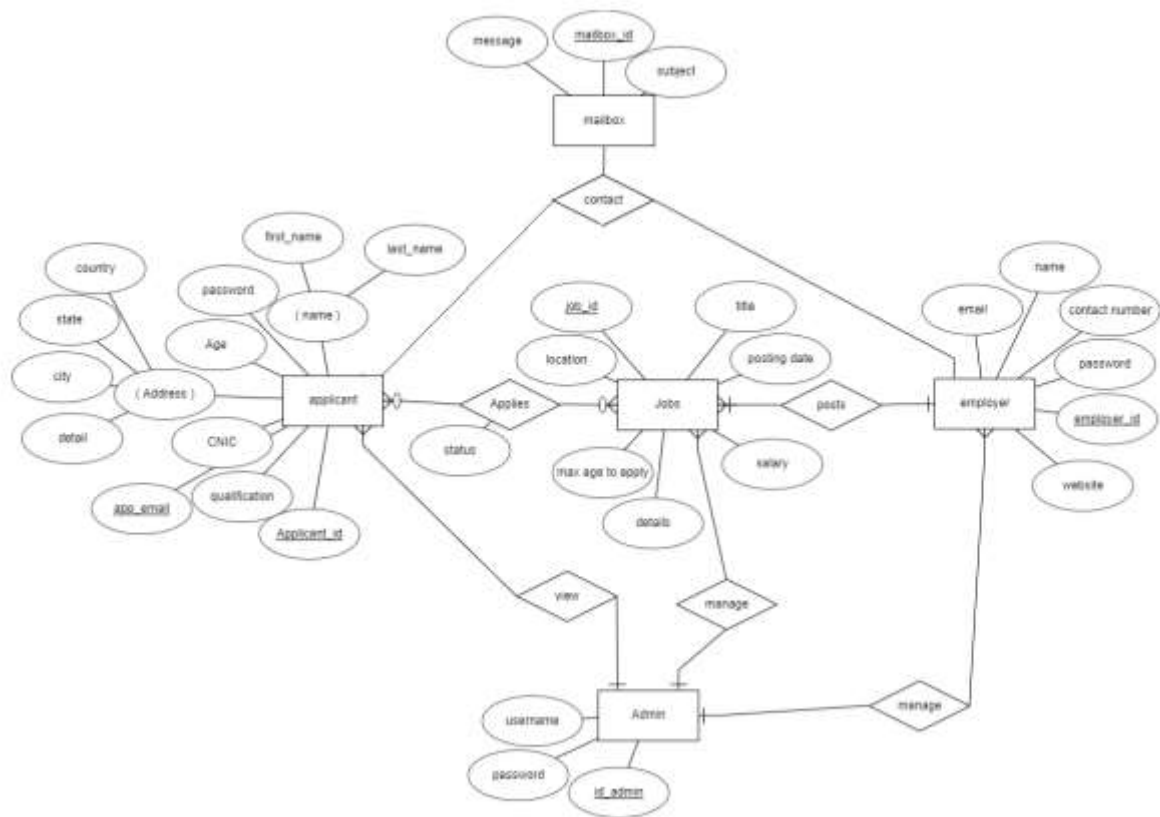 message
mailbox_id
subject
mailbox
contact
first_name
last_name
country
password
( name )
state
Age
city
( Address )
applicant
detail
CNIC
app_email
qualification
Applicant_id
job_id
title
location
posting date
Applies
Jobs
posts
status
max age to apply
salary
details
name
email
contact number
password
employer
employer_id
website
view
manage
manage
username
Admin
password
id_admin